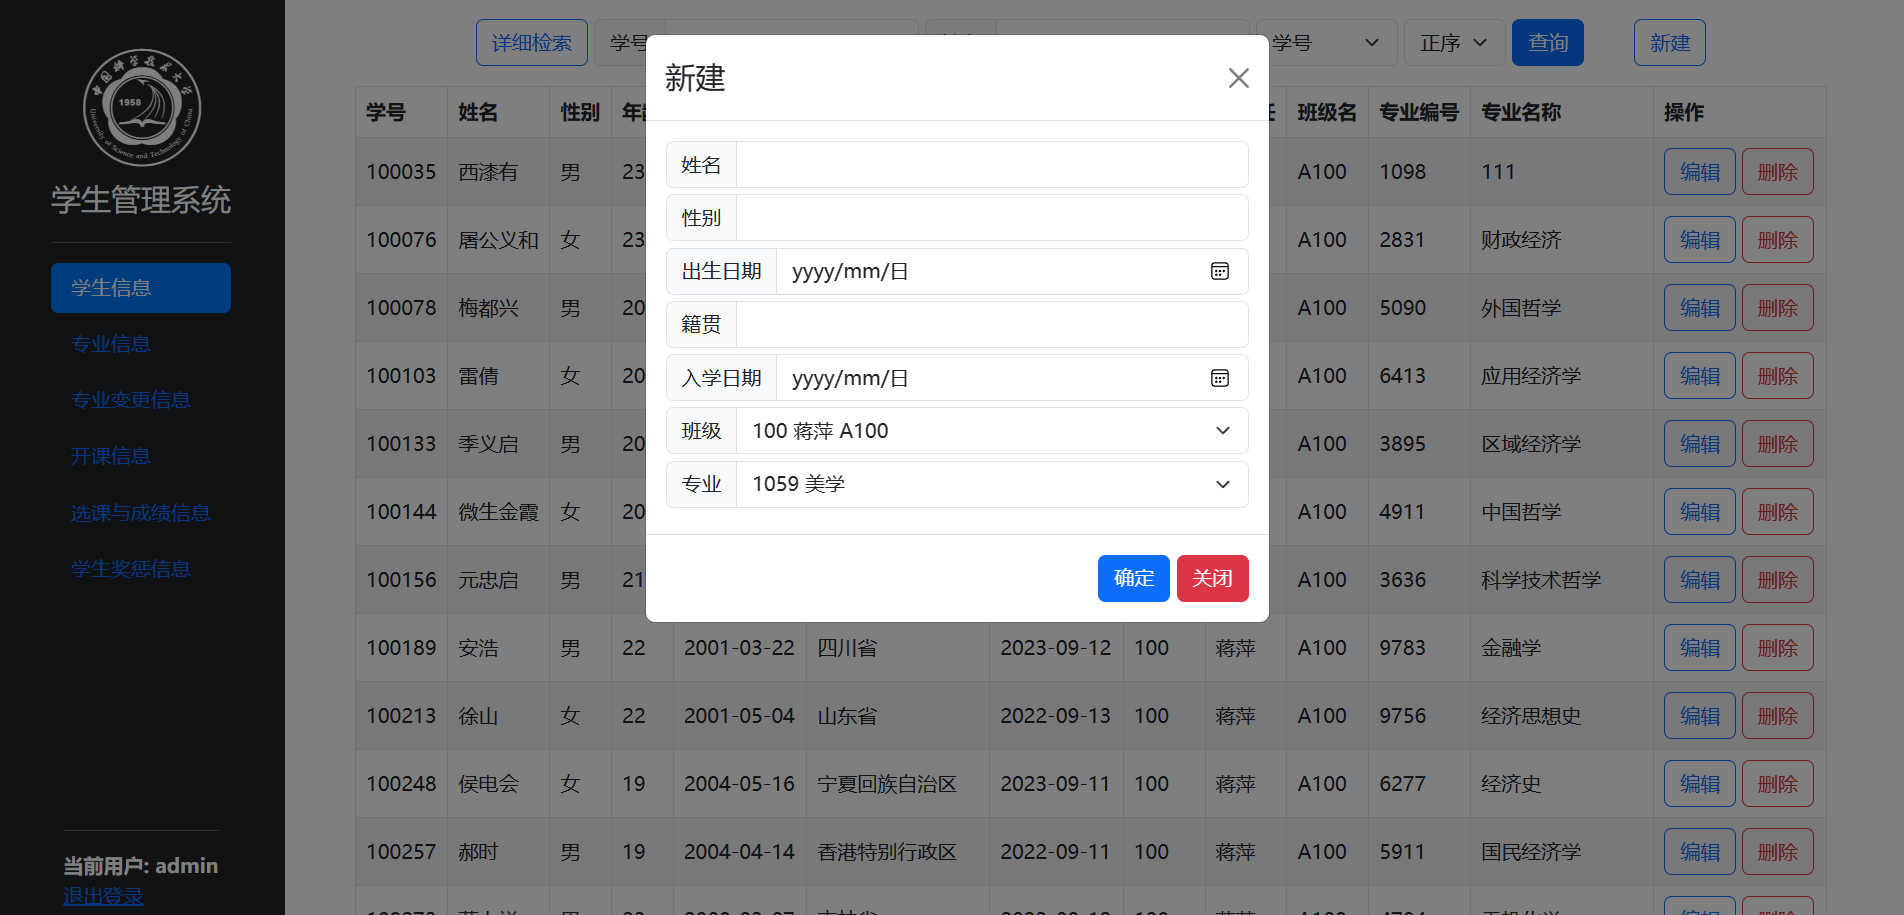 中国科学技术大学
1958
University of Science and Technology of China
学生管理系统
学生信息
专业信息
专业变更信息
开课信息
选课与成绩信息
学生奖惩信息
当前用户: admin
退出登录
详细检索 学号 学号 正序 查询 新建
新建
姓名
性别
出生日期 yyyy/mm/日
籍贯
入学日期 yyyy/mm/日
班级 100 蒋萍 A100
专业 1059 美学
确定 关闭
学号 姓名 性别 班级名 专业编号 专业名称 操作
100035 西漆有 男 23 A100 1098 111 编辑 删除
100076 屠公义和 女 23 A100 2831 财政经济 编辑 删除
100078 梅都兴 男 20 A100 5090 外国哲学 编辑 删除
100103 雷倩 女 20 A100 6413 应用经济学 编辑 删除
100133 季义启 男 20 A100 3895 区域经济学 编辑 删除
100144 微生金霞 女 20 A100 4911 中国哲学 编辑 删除
100156 元忠启 男 21 A100 3636 科学技术哲学 编辑 删除
100189 安浩 男 22 2001-03-22 四川省 2023-09-12 100 蒋萍 A100 9783 金融学 编辑 删除
100213 徐山 女 22 2001-05-04 山东省 2022-09-13 100 蒋萍 A100 9756 经济思想史 编辑 删除
100248 侯电会 女 19 2004-05-16 宁夏回族自治区 2023-09-11 100 蒋萍 A100 6277 经济史 编辑 删除
100257 郝时 男 19 2004-04-14 香港特别行政区 2022-09-11 100 蒋萍 A100 5911 国民经济学 编辑 删除